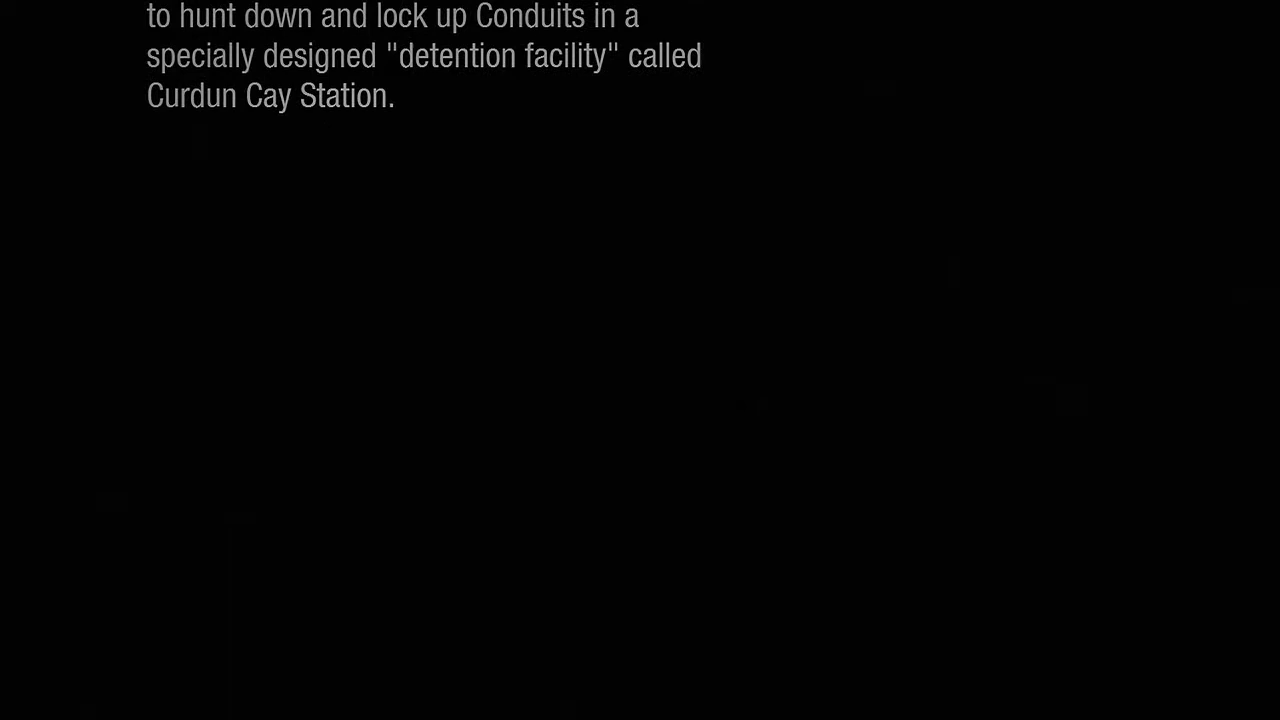 to hunt down and lock up Conduits in a
specially designed "detention facility" called
Curdun Cay Station.